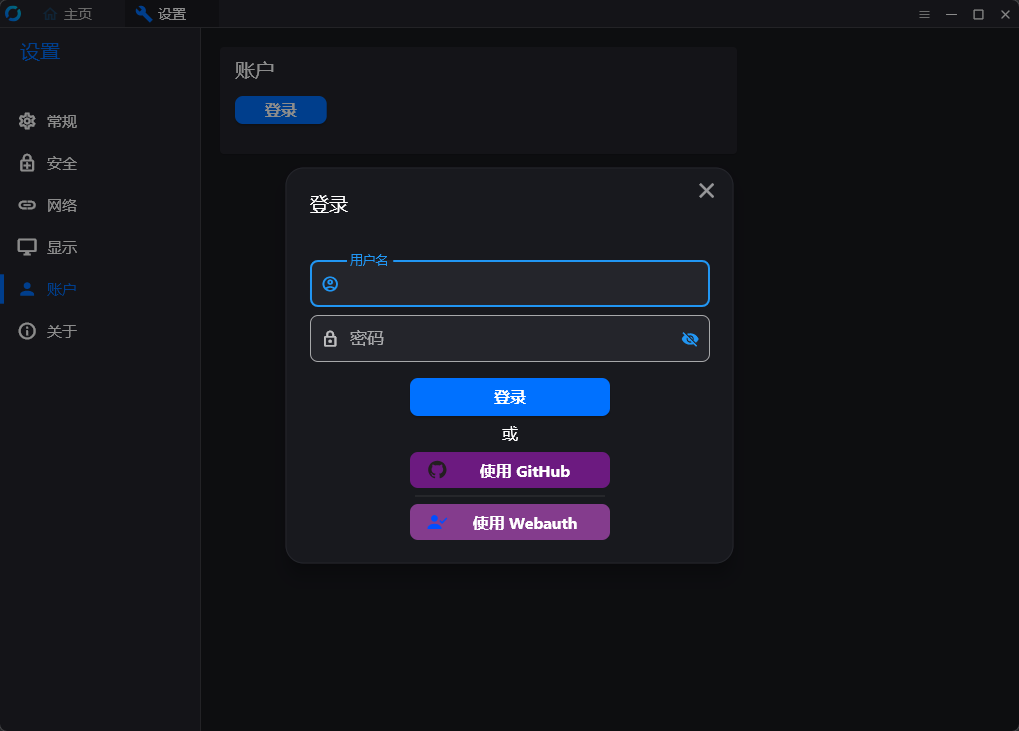 主页
设置
设置
常规
安全
网络
显示
账户
关于
账户
登录
登录
用户名
密码
登录
或
使用 GitHub
使用 Webauth